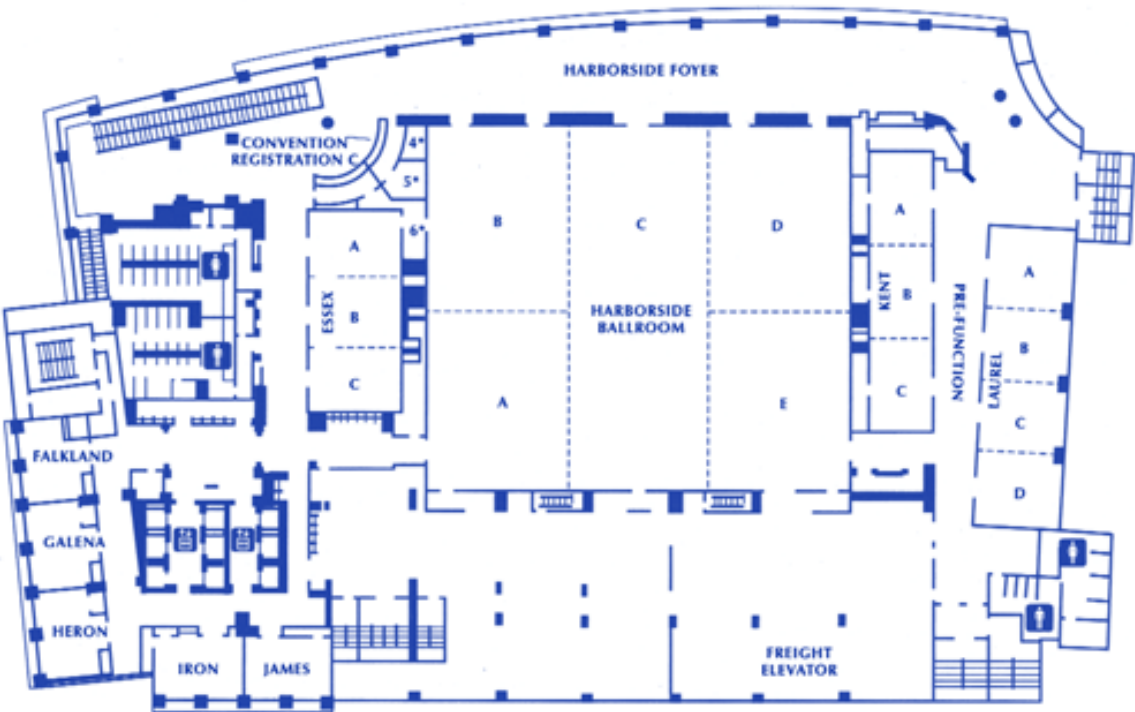 HARBORSIDE FOYER
CONVENTION
REGISTRATION C
4*
5*
6*
A
B
C
ESSEX
B
C
D
A
E
HARBORSIDE
BALLROOM
A
B
C
KENT
PRE-FUNCTION
LAUREL
A
B
C
D
FALKLAND
GALENA
HERON
IRON
JAMES
FREIGHT
ELEVATOR